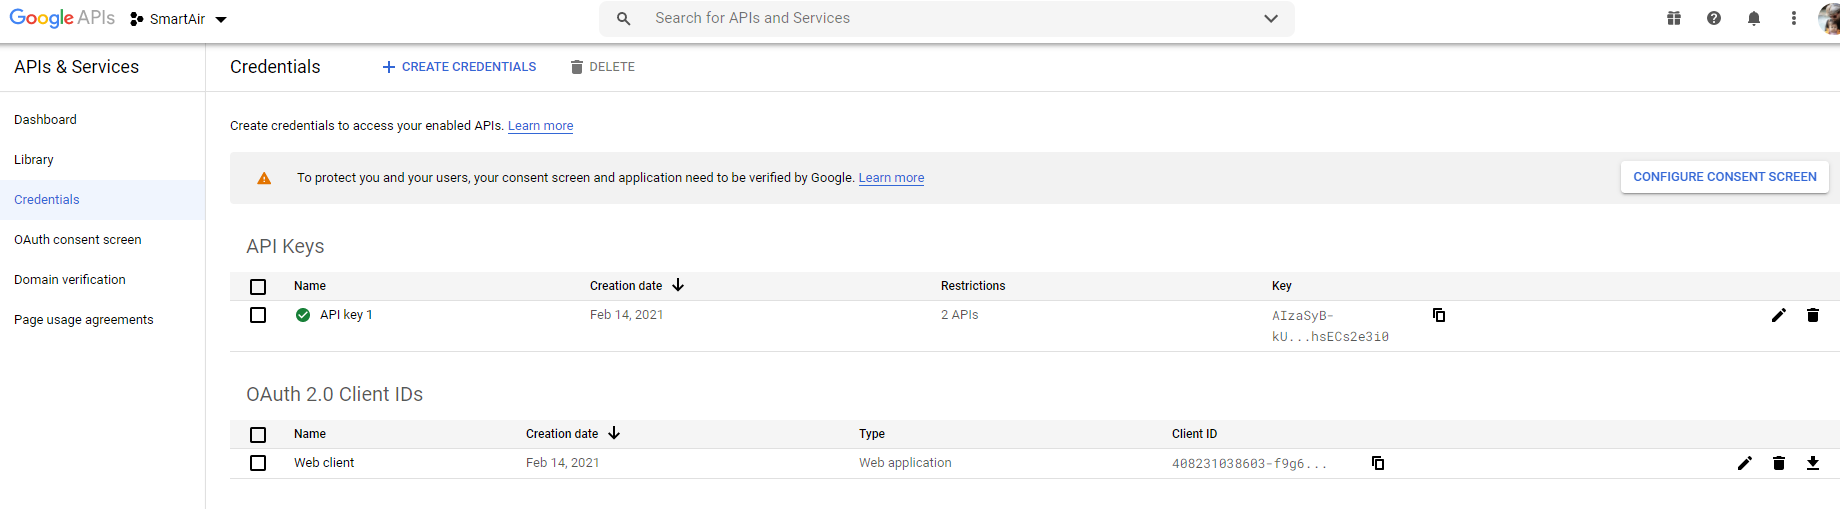 Google APIs SmartAir Search for APIs and Services
APIs & Services Credentials CREATE CREDENTIALS DELETE
Dashboard
Library
Credentials
OAuth consent screen
Domain verification
Page usage agreements
Create credentials to access your enabled APIs. Learn more
To protect you and your users, your consent screen and application need to be verified by Google. Learn more CONFIGURE CONSENT SCREEN
API Keys
Name Creation date Restrictions Key
API key 1 Feb 14, 2021 2 APIs AIzaSyB-
kU...hsECs2e3i0
OAuth 2.0 Client IDs
Name Creation date Type Client ID
Web client Feb 14, 2021 Web application 408231038603-f9g6...